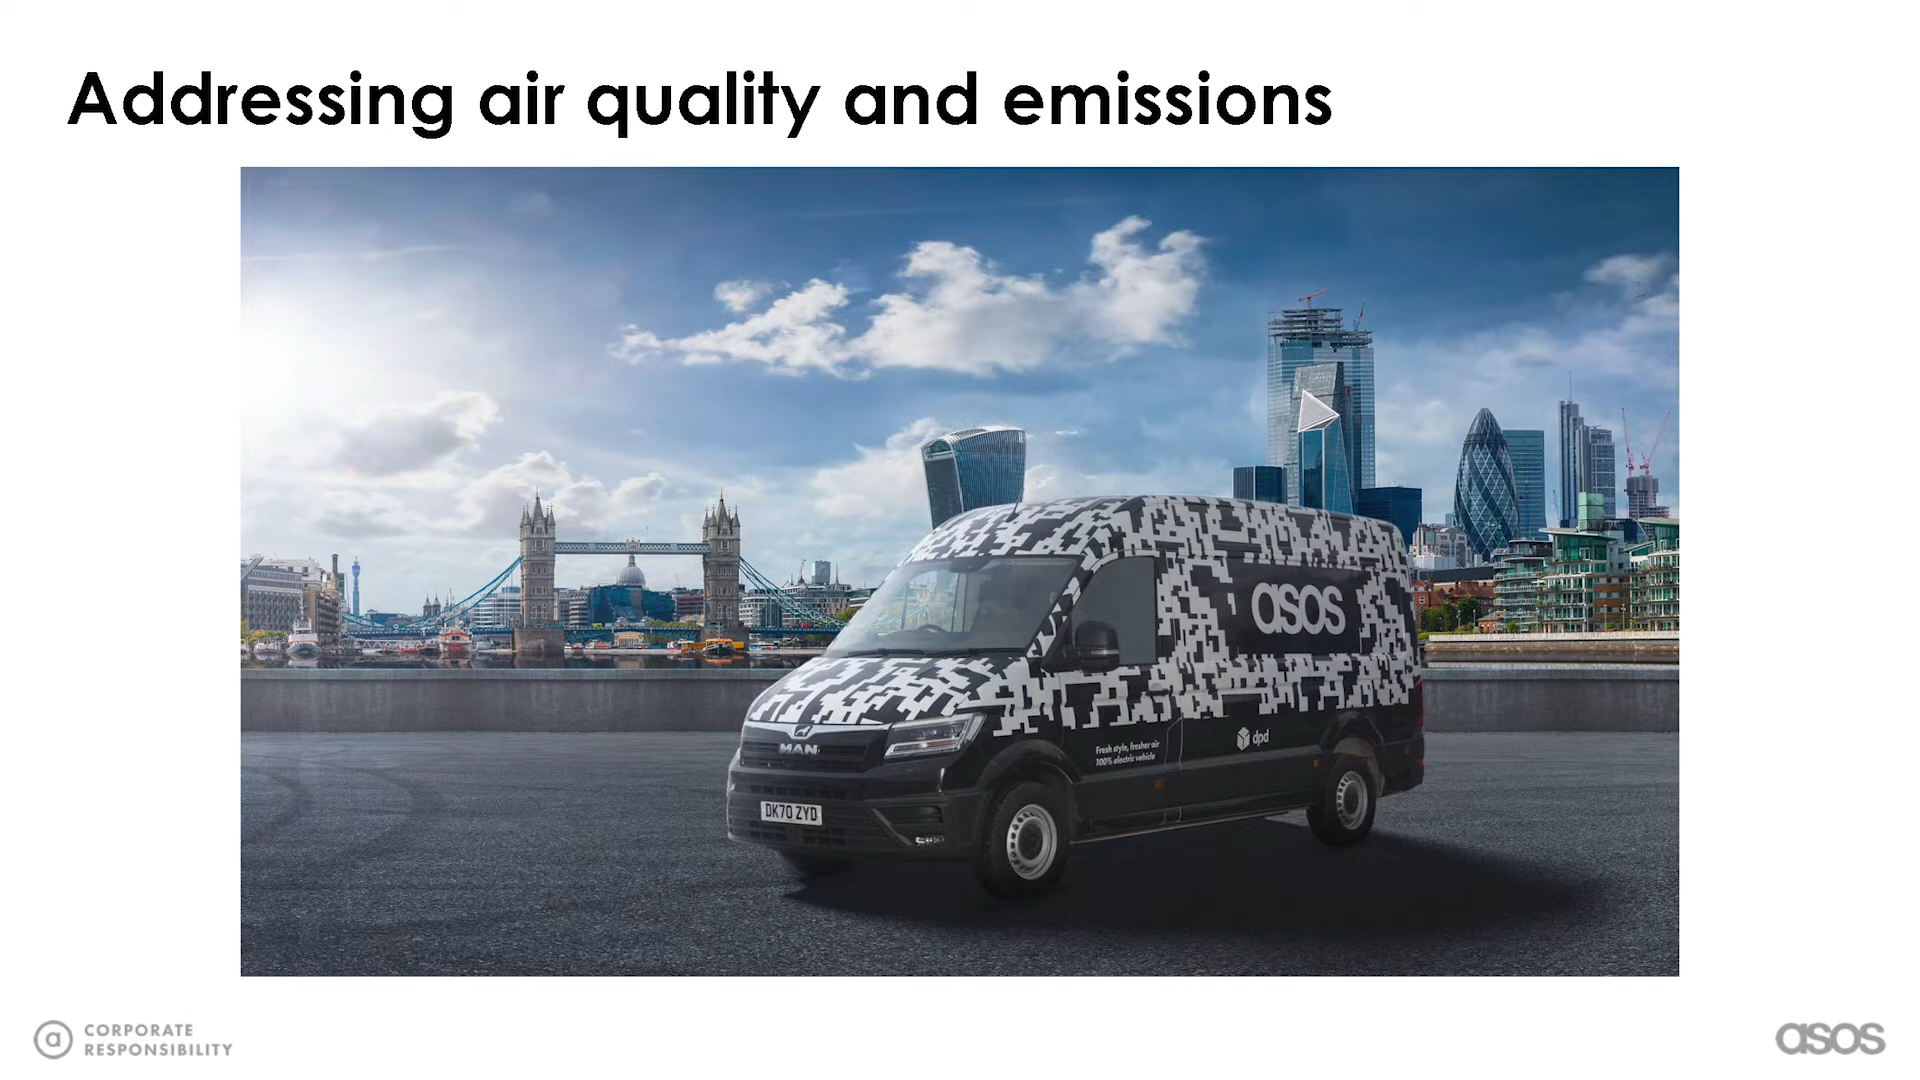 Addressing air quality and emissions
asos
MAN
Fresh style, fresher air
100% electric vehicle
dpd
DK70 ZYD
a CORPORATE
RESPONSIBILITY
asos